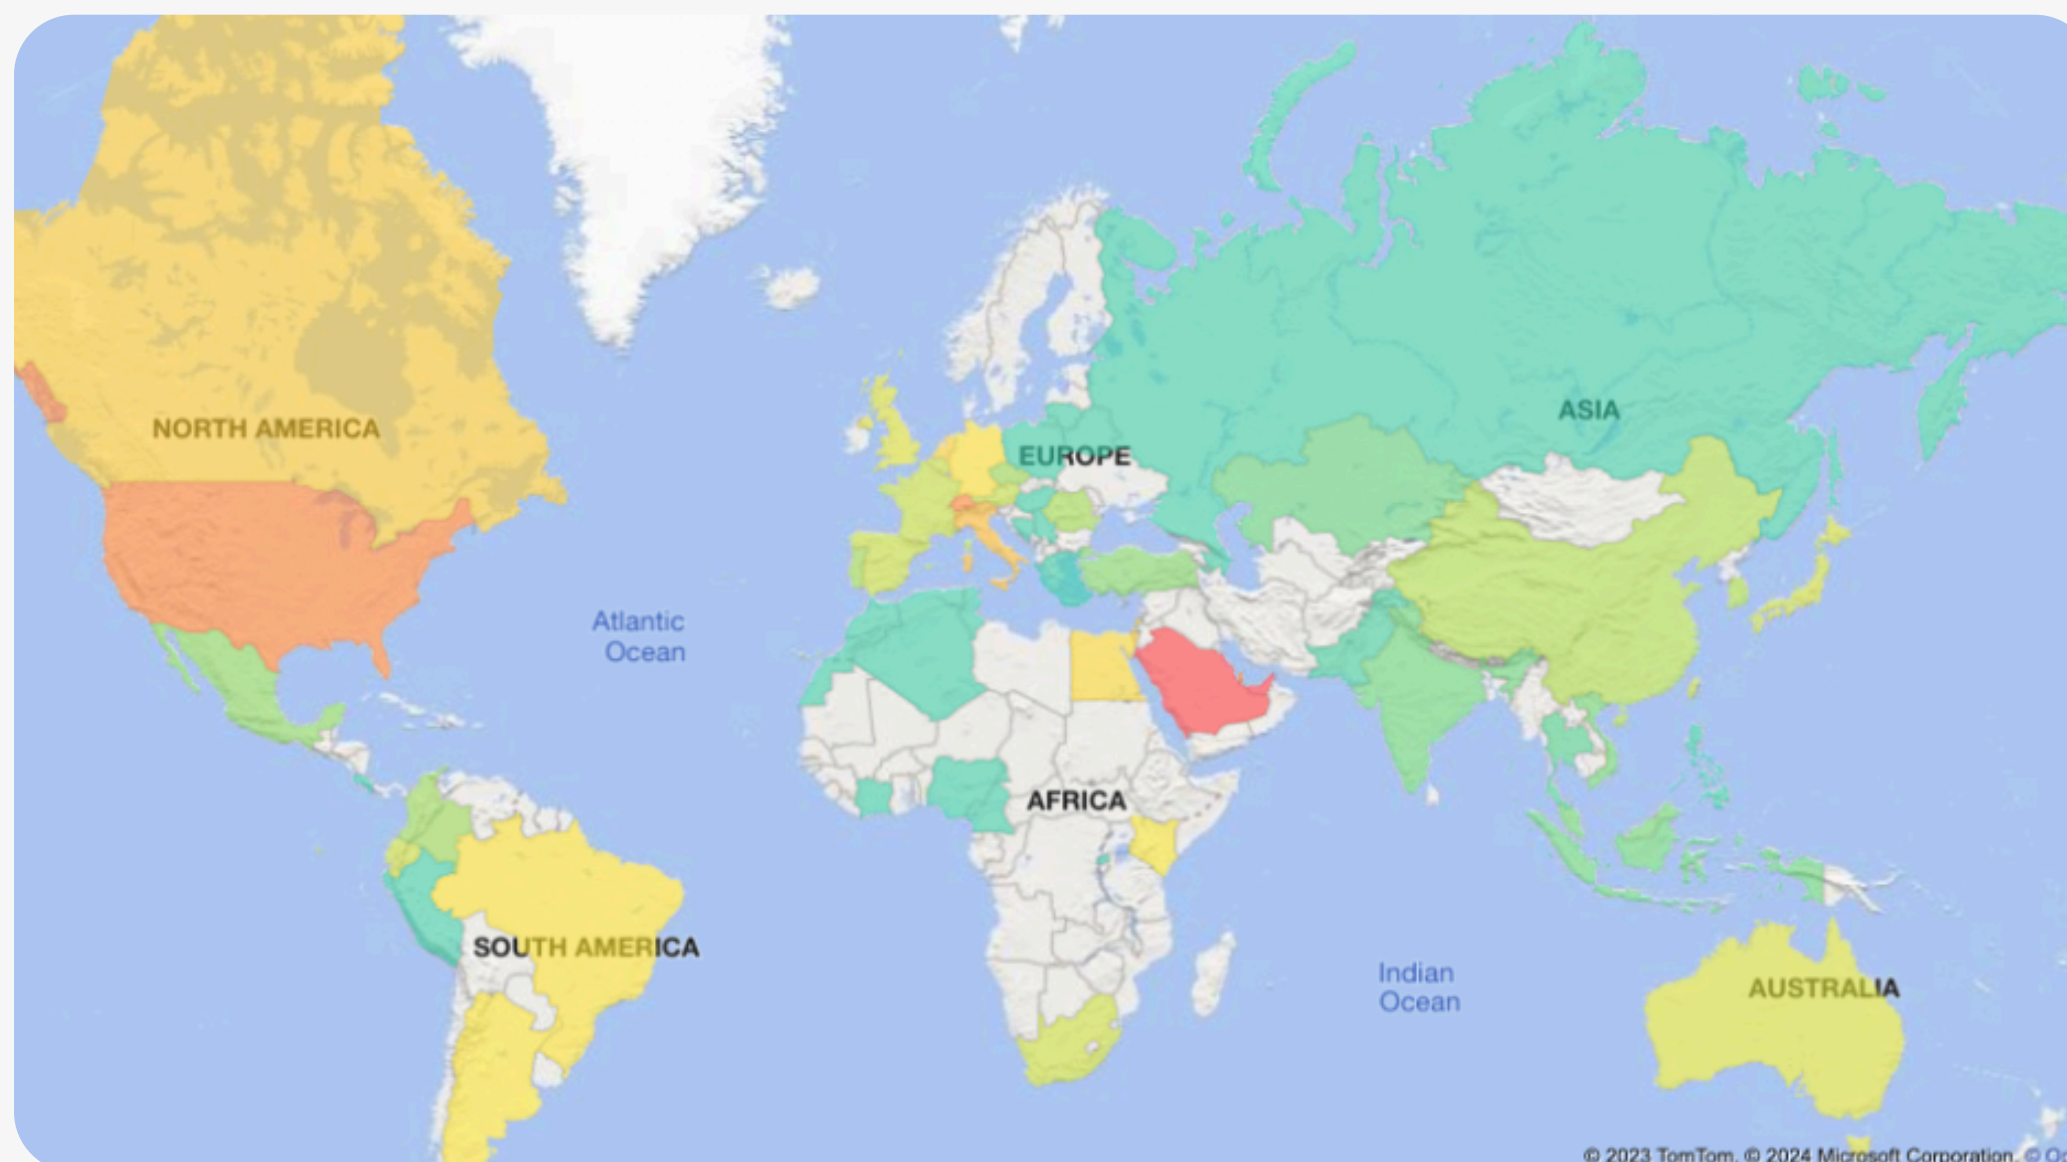 NORTH AMERICA
ASIA
EUROPE
Atlantic
Ocean
AFRICA
SOUTH AMERICA
Indian
Ocean
AUSTRALIA
© 2023 TomTom, © 2024 Microsoft Corporation, ©